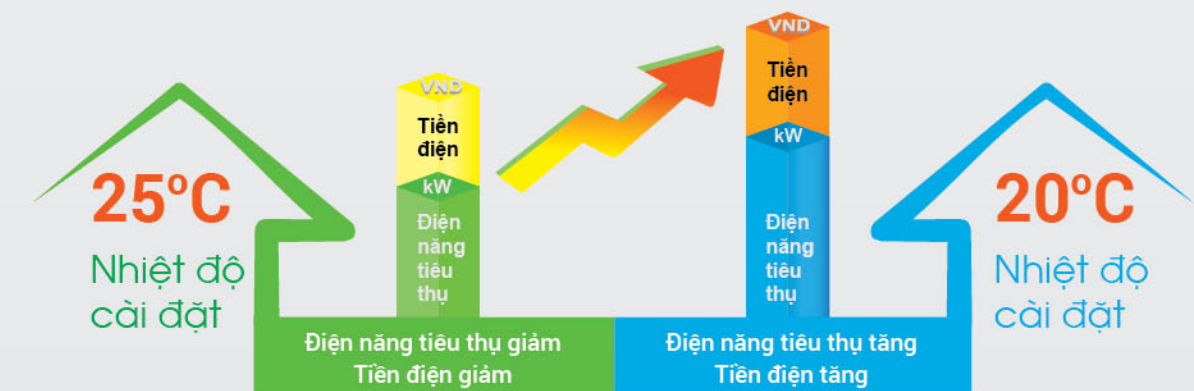 25ºC
Nhiệt độ
cài đặt
VND
Tiền
điện
kW
Điện
năng
tiêu
thụ
Điện năng tiêu thụ giảm
Tiền điện giảm
VND
Tiền
điện
kW
Điện
năng
tiêu
thụ
Điện năng tiêu thụ tăng
Tiền điện tăng
20ºC
Nhiệt độ
cài đặt